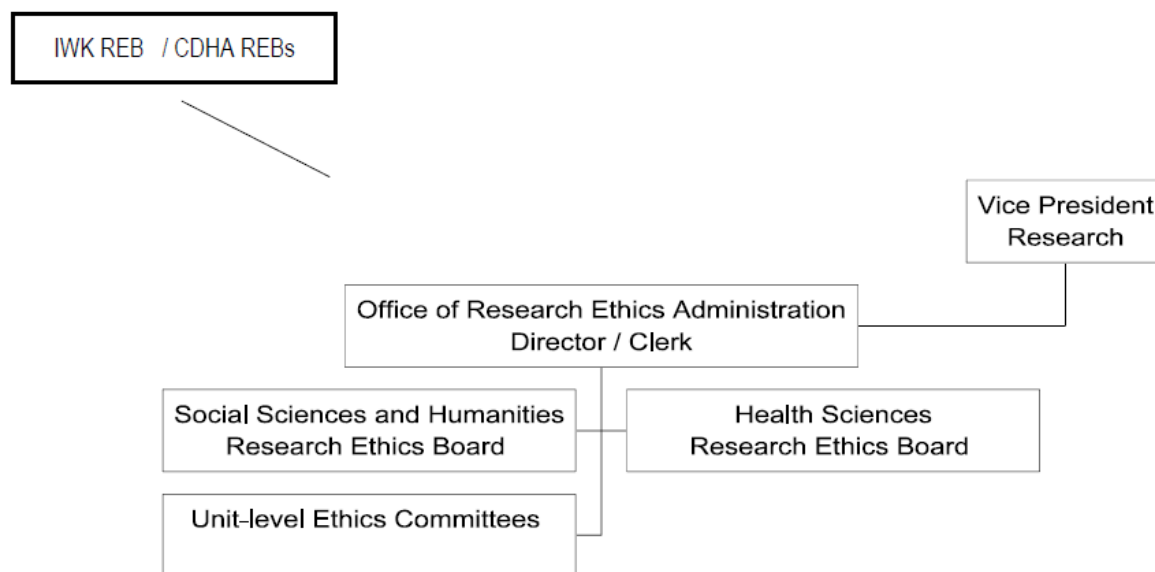 IWK REB / CDHA REBs
Vice President
Research
Office of Research Ethics Administration
Director / Clerk
Social Sciences and Humanities
Research Ethics Board
Health Sciences
Research Ethics Board
Unit-level Ethics Committees